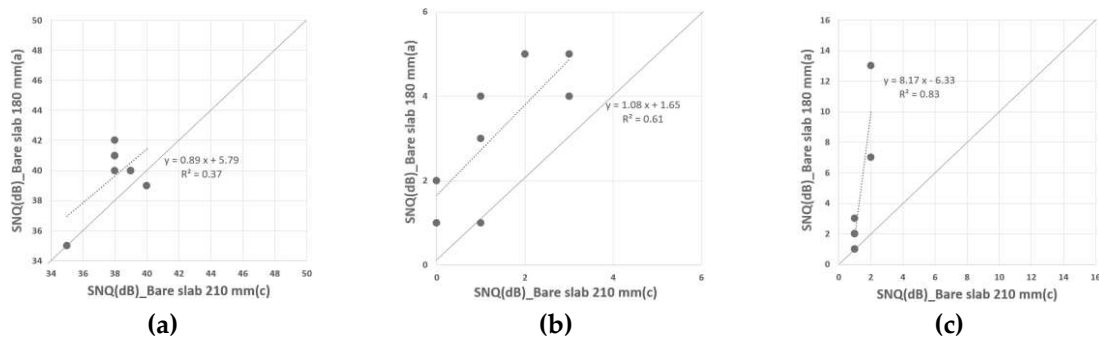 50
48
46
44
42
40
38
36
34
34 36 38 40 42 44 46 48 50
SNQ(dB)_Bare slab 180 mm(a)
SNQ(dB)_Bare slab 210 mm(c)
y = 0.89 x + 5.79
R² = 0.37
(a)
6
4
2
0
0 2 4 6
SNQ(dB)_Bare slab 180 mm(a)
SNQ(dB)_Bare slab 210 mm(c)
y = 1.08 x + 1.65
R² = 0.61
(b)
16
14
12
10
8
6
4
2
0
0 2 4 6 8 10 12 14 16
SNQ(dB)_Bare slab 180 mm(a)
SNQ(dB)_Bare slab 210 mm(c)
y = 8.17 x - 6.33
R² = 0.83
(c)